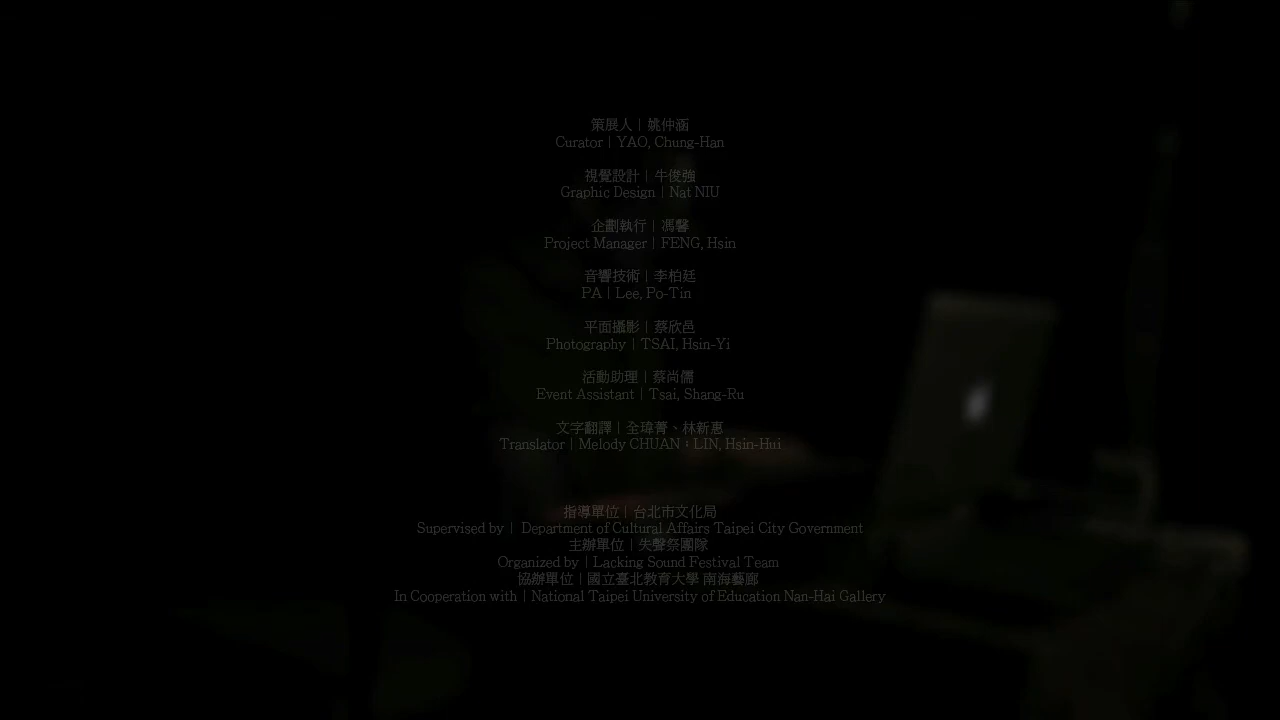 策展人｜姚仲涵
Curator | YAO, Chung-Han
視覺設計｜牛俊強
Graphic Design | Nat NIU
企劃執行｜馮馨
Project Manager | FENG, Hsin
音響技術｜李柏廷
PA | Lee, Po-Tin
平面攝影｜蔡欣邑
Photography | TSAI, Hsin-Yi
活動助理｜蔡尚儒
Event Assistant | Tsai, Shang-Ru
文字翻譯｜全瑋菁、林新惠
Translator | Melody CHUAN；LIN, Hsin-Hui
指導單位｜台北市文化局
Supervised by | Department of Cultural Affairs Taipei City Government
主辦單位｜失聲祭團隊
Organized by | Lacking Sound Festival Team
協辦單位｜國立臺北教育大學 南海藝廊
In Cooperation with | National Taipei University of Education Nan-Hai Gallery